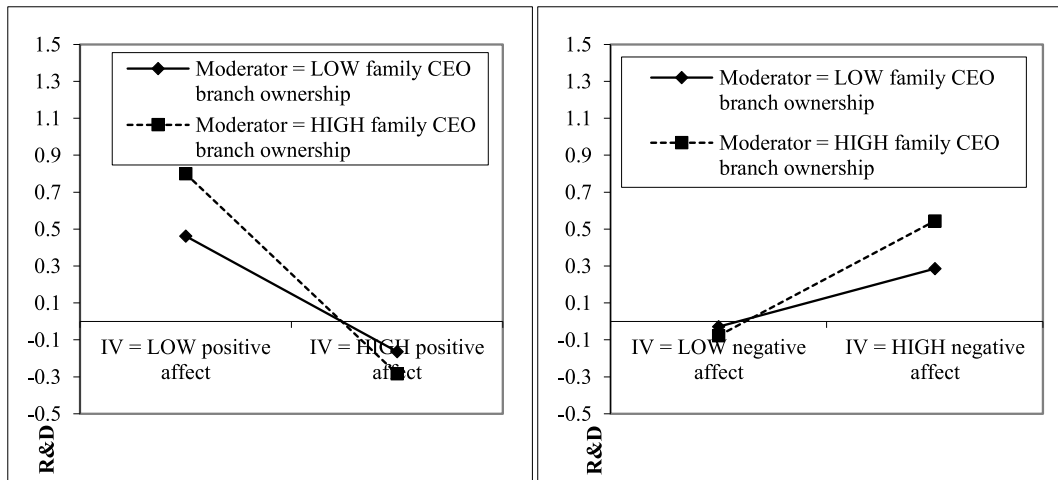 1.5
1.3
1.1
0.9
0.7
0.5
0.3
0.1
-0.1
-0.3
-0.5
R&D
Moderator = LOW family CEO
branch ownership
Moderator = HIGH family CEO
branch ownership
IV = LOW positive
affect
IV = HIGH positive
affect
1.5
1.3
1.1
0.9
0.7
0.5
0.3
0.1
-0.1
-0.3
-0.5
R&D
Moderator = LOW family CEO
branch ownership
Moderator = HIGH family CEO
branch ownership
IV = LOW negative
affect
IV = HIGH negative
affect